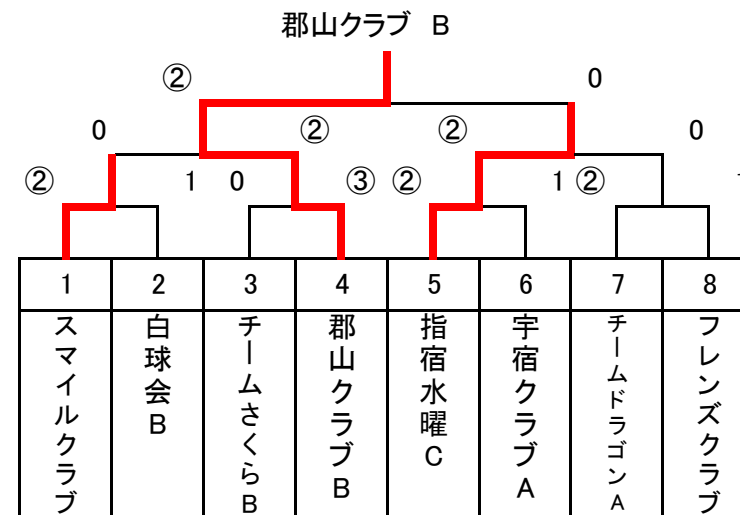 郡山クラブ B
② 0
0 ② ② 0
② 1 0 ③ ② 1 ②
1 2 3 4 5 6 7 8
スマイルクラブ
白球会B
チームさくらB
郡山クラブB
指宿水曜C
宇宿クラブA
チームドラゴンA
フレンズクラブ